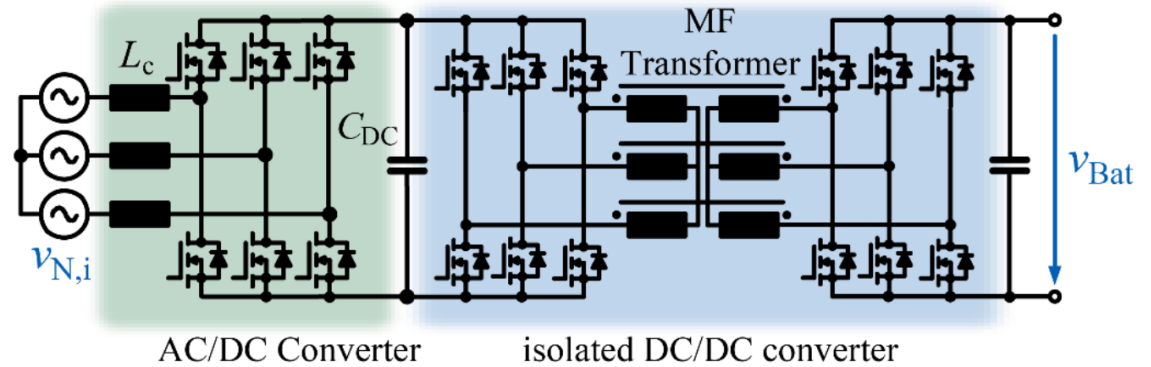 MF
Transformer
L_c
C_DC
v_Bat
v_N,i
AC/DC Converter
isolated DC/DC converter